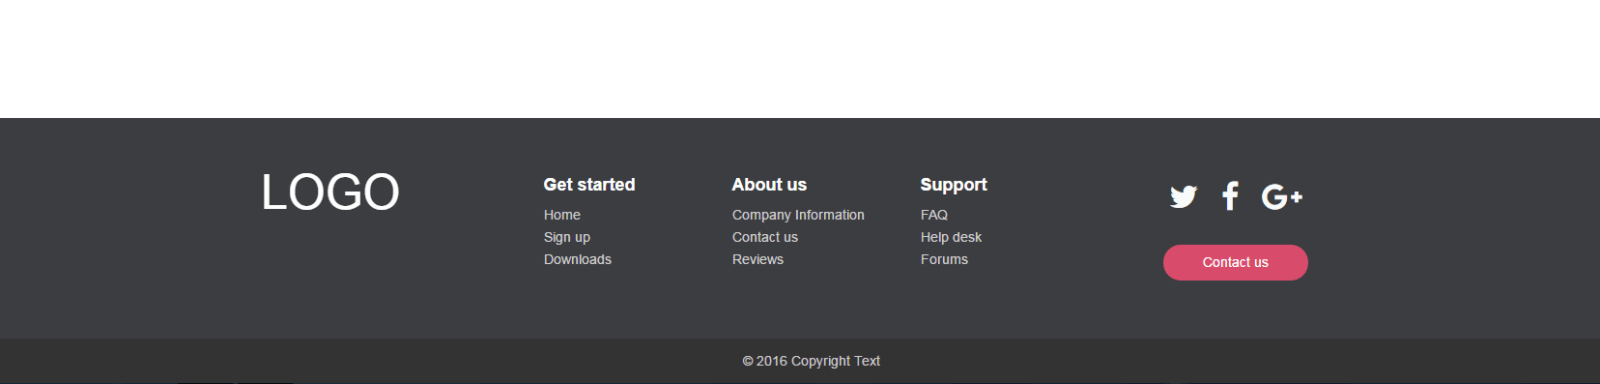 LOGO
Get started
Home
Sign up
Downloads
About us
Company Information
Contact us
Reviews
Support
FAQ
Help desk
Forums
G+
Contact us
© 2016 Copyright Text